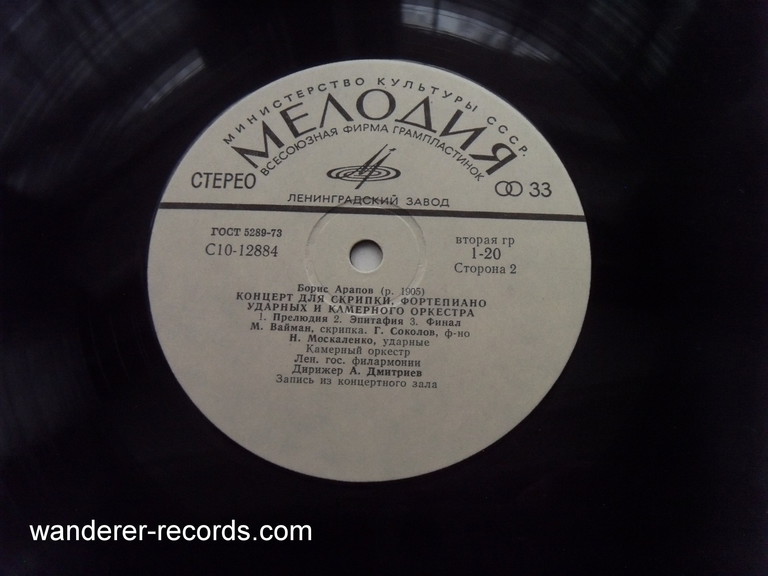 МИНИСТЕРСТВО КУЛЬТУРЫ СССР.
МЕЛОДИЯ
ВСЕСОЮЗНАЯ ФИРМА ГРАМПЛАСТИНОК
СТЕРЕО
33
ЛЕНИНГРАДСКИЙ ЗАВОД
ГОСТ 5289-73
С10-12884
вторая гр
1-20
Сторона 2
Борис Арапов (р. 1905)
КОНЦЕРТ ДЛЯ СКРИПКИ, ФОРТЕПИАНО
УДАРНЫХ И КАМЕРНОГО ОРКЕСТРА
1. Прелюдия 2. Эпитафия 3. Финал
М. Вайман, скрипка. Г. Соколов, ф-но
Н. Москаленко, ударные
Камерный оркестр
Лен. гос. филармонии
Дирижер А. Дмитриев
Запись из концертного зала
wanderer-records.com